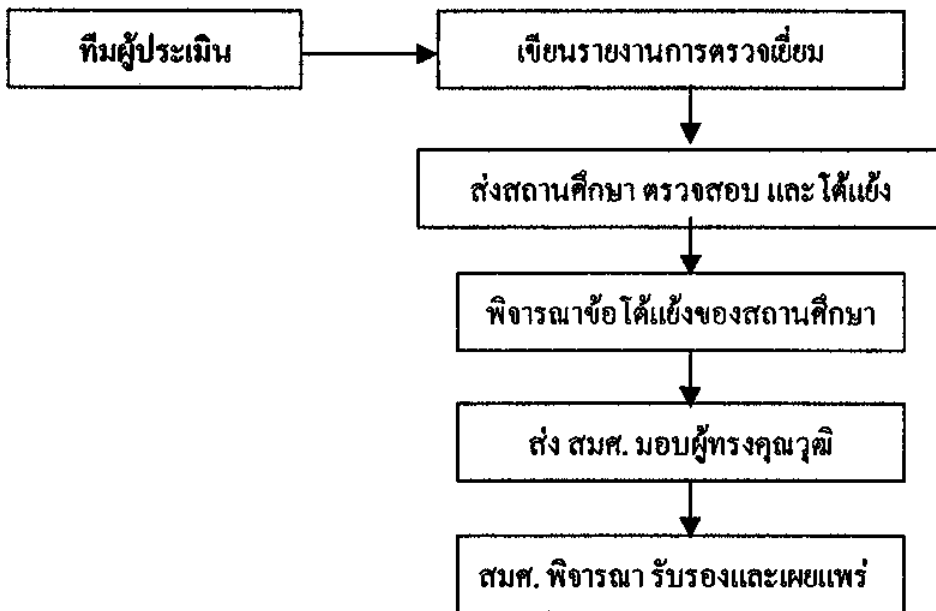 ทีมผู้ประเมิน
เขียนรายงานการตรวจเยี่ยม
ส่งสถานศึกษา ตรวจสอบ และโต้แย้ง
พิจารณาข้อโต้แย้งของสถานศึกษา
ส่ง สมศ. มอบผู้ทรงคุณวุฒิ
สมศ. พิจารณา รับรองและเผยแพร่